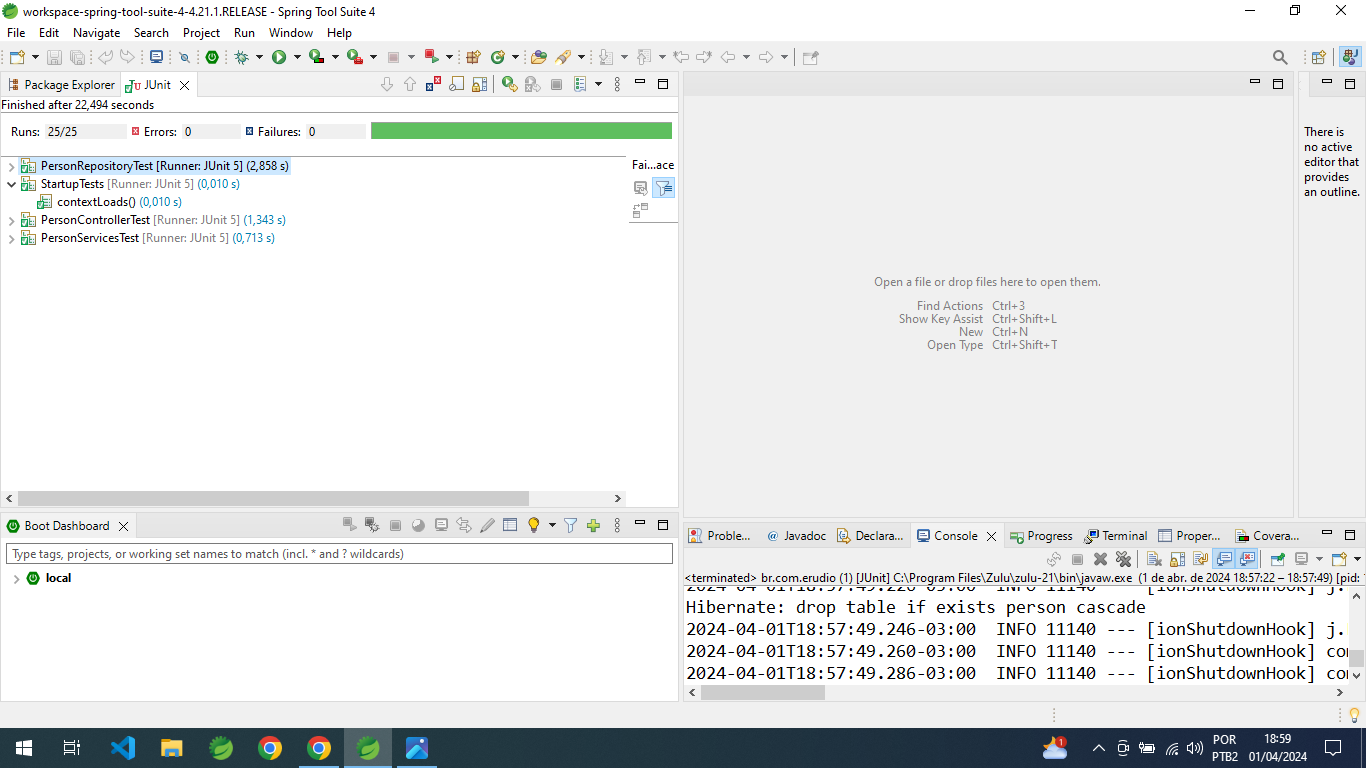 workspace-spring-tool-suite-4-4.21.1.RELEASE - Spring Tool Suite 4
File Edit Navigate Search Project Run Window Help
Package Explorer JUnit
Finished after 22,494 seconds
Runs: 25/25 Errors: 0 Failures: 0
PersonRepositoryTest [Runner: JUnit 5] (2,858 s)
StartupTests [Runner: JUnit 5] (0,010 s)
contextLoads() (0,010 s)
PersonControllerTest [Runner: JUnit 5] (1,343 s)
PersonServicesTest [Runner: JUnit 5] (0,713 s)
Fai...ace
Open a file or drop files here to open them.
Find Actions Ctrl+3
Show Key Assist Ctrl+Shift+L
New Ctrl+N
Open Type Ctrl+Shift+T
There is
no active
editor that
provides
an outline.
Boot Dashboard
Type tags, projects, or working set names to match (incl. * and ? wildcards)
local
Proble... Javadoc Declara... Console Progress Terminal Proper... Covera...
<terminated> br.com.erudio (1) [JUnit] C:\Program Files\Zulu\zulu-21\bin\javaw.exe (1 de abr. de 2024 18:57:22 – 18:57:49) [pid: 1
Hibernate: drop table if exists person cascade
2024-04-01T18:57:49.246-03:00 INFO 11140 --- [ionShutdownHook] j.
2024-04-01T18:57:49.260-03:00 INFO 11140 --- [ionShutdownHook] co
2024-04-01T18:57:49.286-03:00 INFO 11140 --- [ionShutdownHook] co
1
POR
PTB2
18:59
01/04/2024